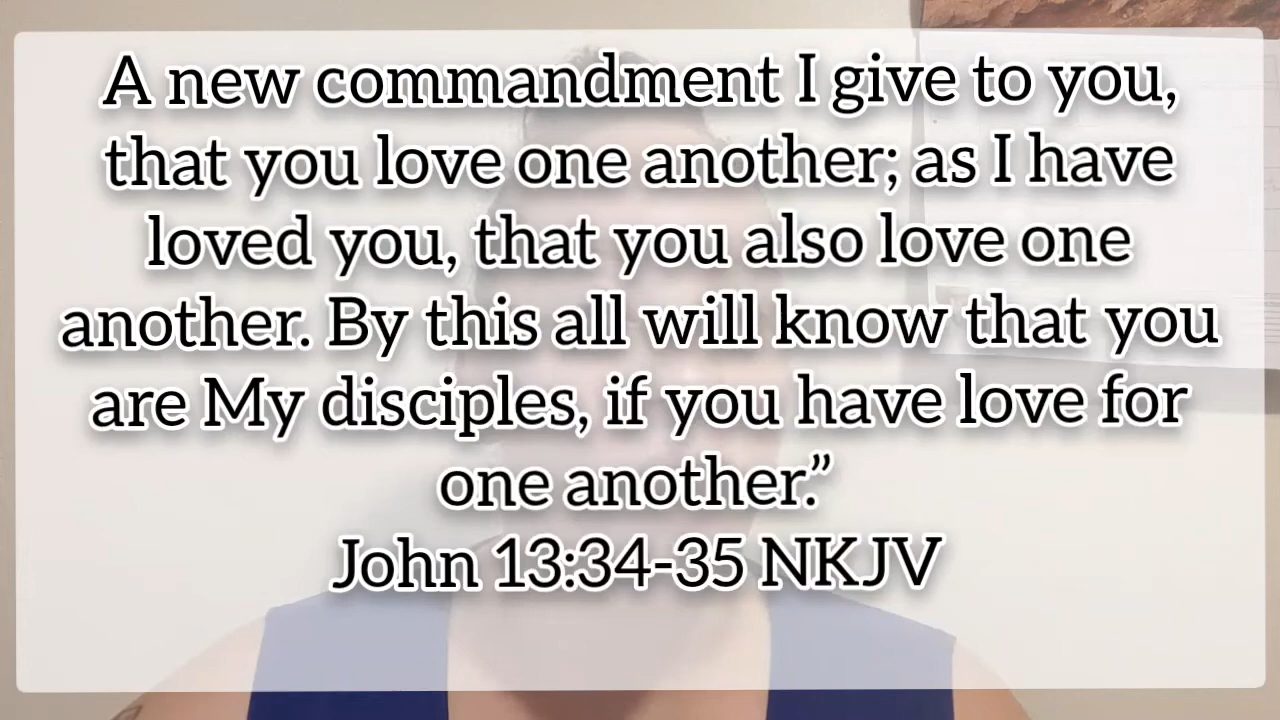 A new commandment I give to you,
that you love one another; as I have
loved you, that you also love one
another. By this all will know that you
are My disciples, if you have love for
one another.”
John 13:34-35 NKJV